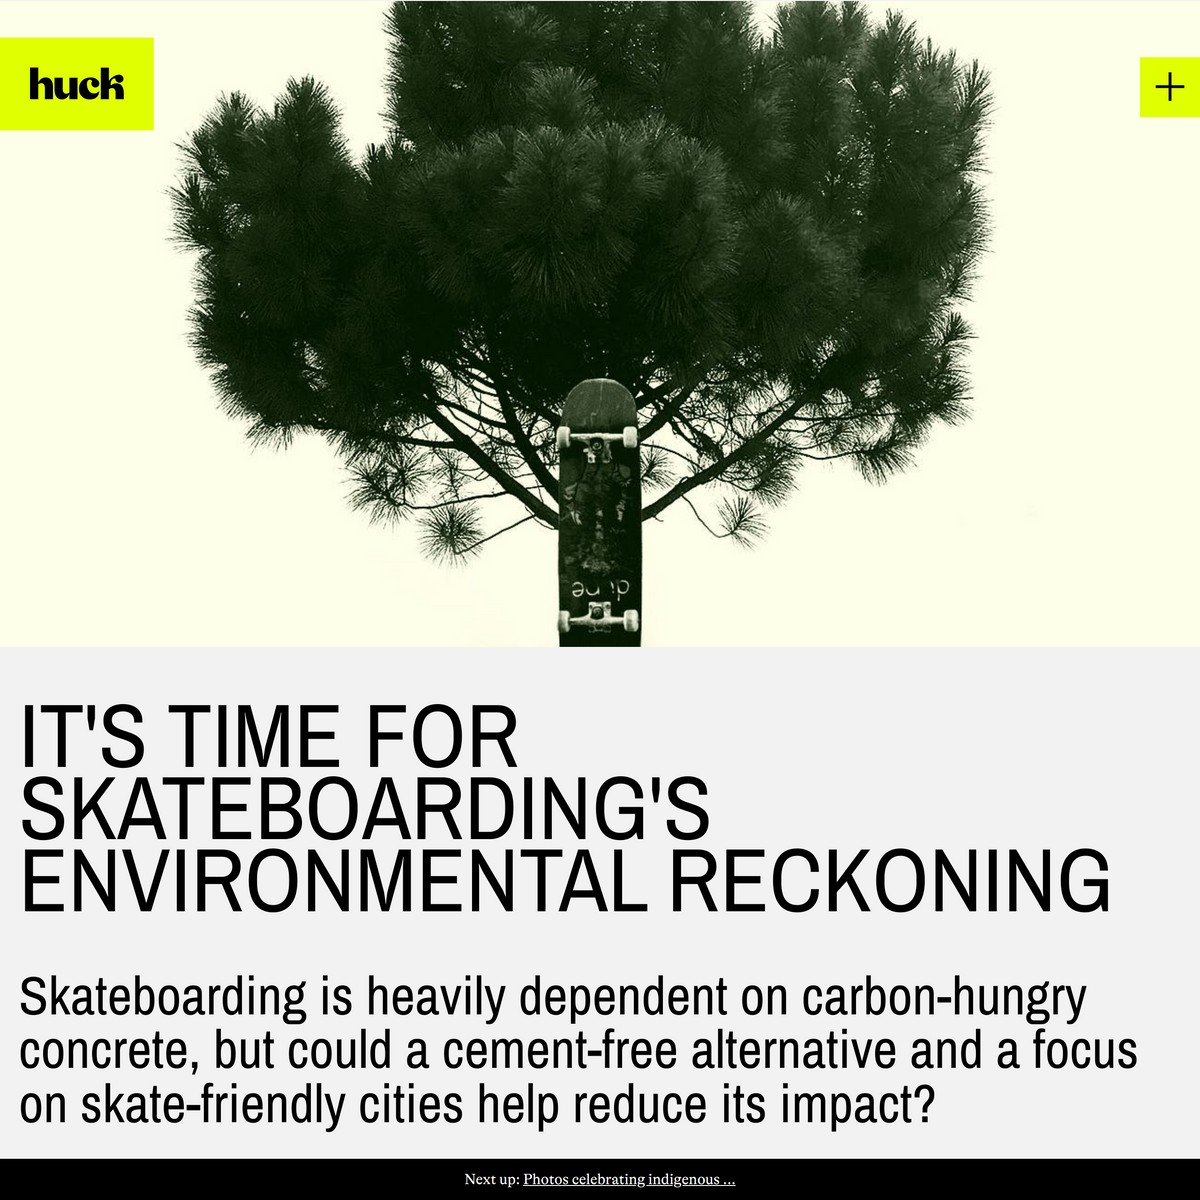 huck
IT'S TIME FOR
SKATEBOARDING'S
ENVIRONMENTAL RECKONING
Skateboarding is heavily dependent on carbon-hungry
concrete, but could a cement-free alternative and a focus
on skate-friendly cities help reduce its impact?
Next up: Photos celebrating indigenous ...